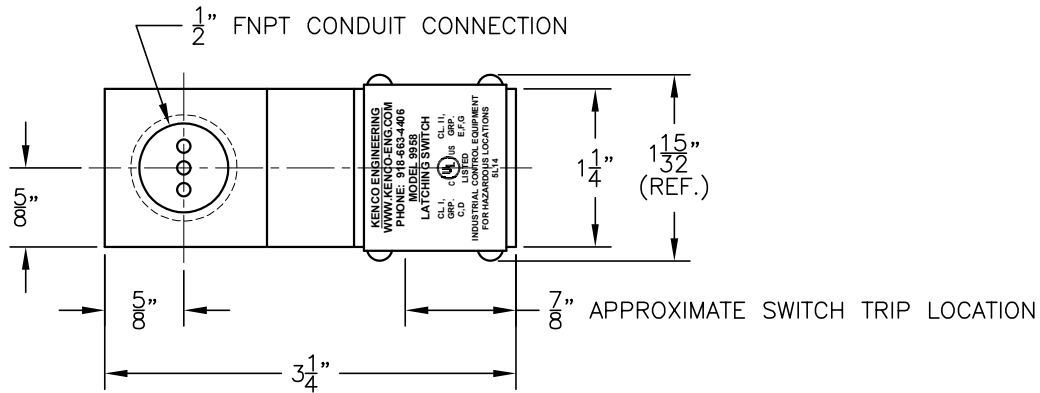 1/2" FNPT CONDUIT CONNECTION
KENCO ENGINEERING
WWW.KENCO-ENG.COM
PHONE: 918-663-4406
MODEL 9958
LATCHING SWITCH
CL I, GRP. C,D
C UL US
LISTED
CL. II, GRP. E,F,G
INDUSTRIAL CONTROL EQUIPMENT
FOR HAZARDOUS LOCATIONS
5L14
1 1/4"
1 15/32"
(REF.)
5/8"
5/8"
7/8" APPROXIMATE SWITCH TRIP LOCATION
3 1/4"